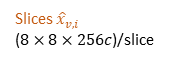 Slices x̂ᵥ,ᵢ
(8 × 8 × 256c)/slice